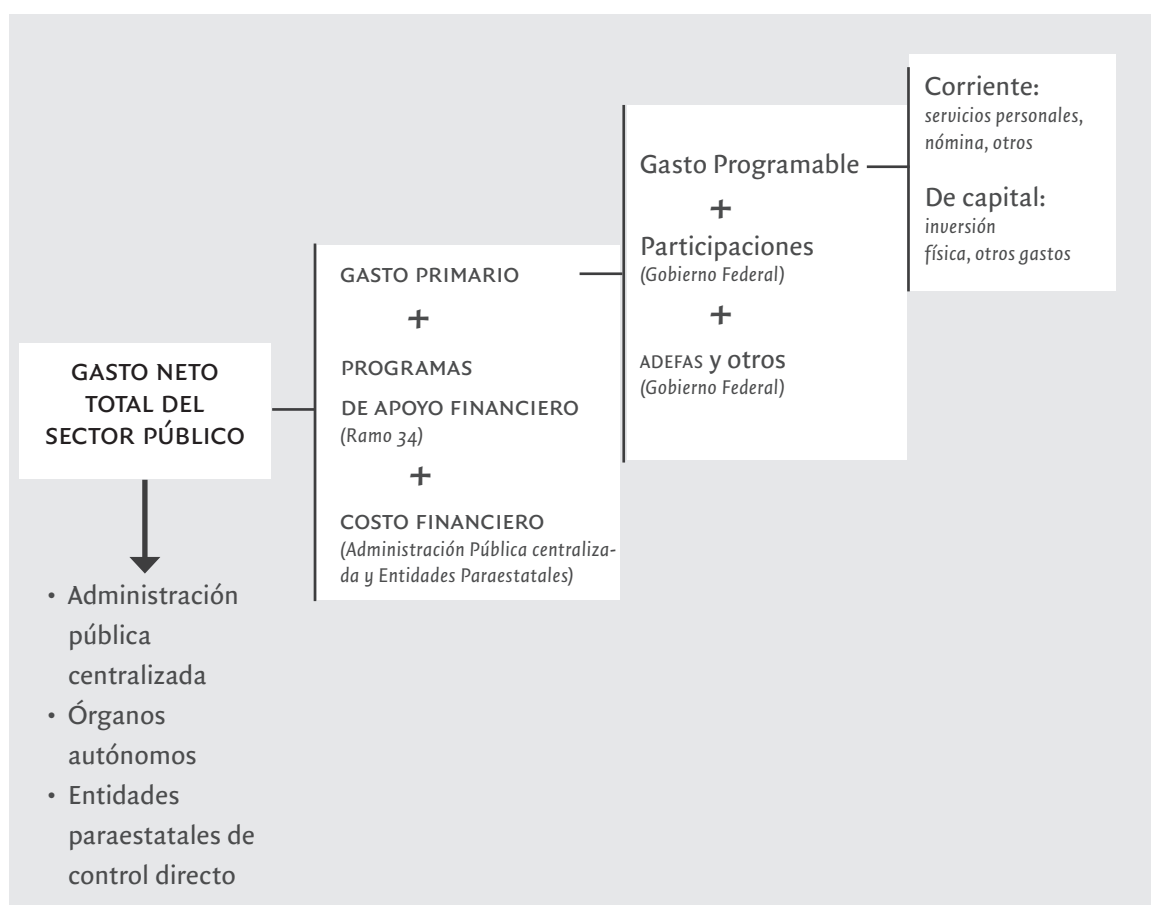 GASTO NETO
TOTAL DEL
SECTOR PÚBLICO
• Administración
pública
centralizada
• Órganos
autónomos
• Entidades
paraestatales de
control directo
GASTO PRIMARIO
+
PROGRAMAS
DE APOYO FINANCIERO
(Ramo 34)
+
COSTO FINANCIERO
(Administración Pública centraliza-
da y Entidades Paraestatales)
Gasto Programable
+
Participaciones
(Gobierno Federal)
+
ADEFAS y otros
(Gobierno Federal)
Corriente:
servicios personales,
nómina, otros
De capital:
inversión
física, otros gastos